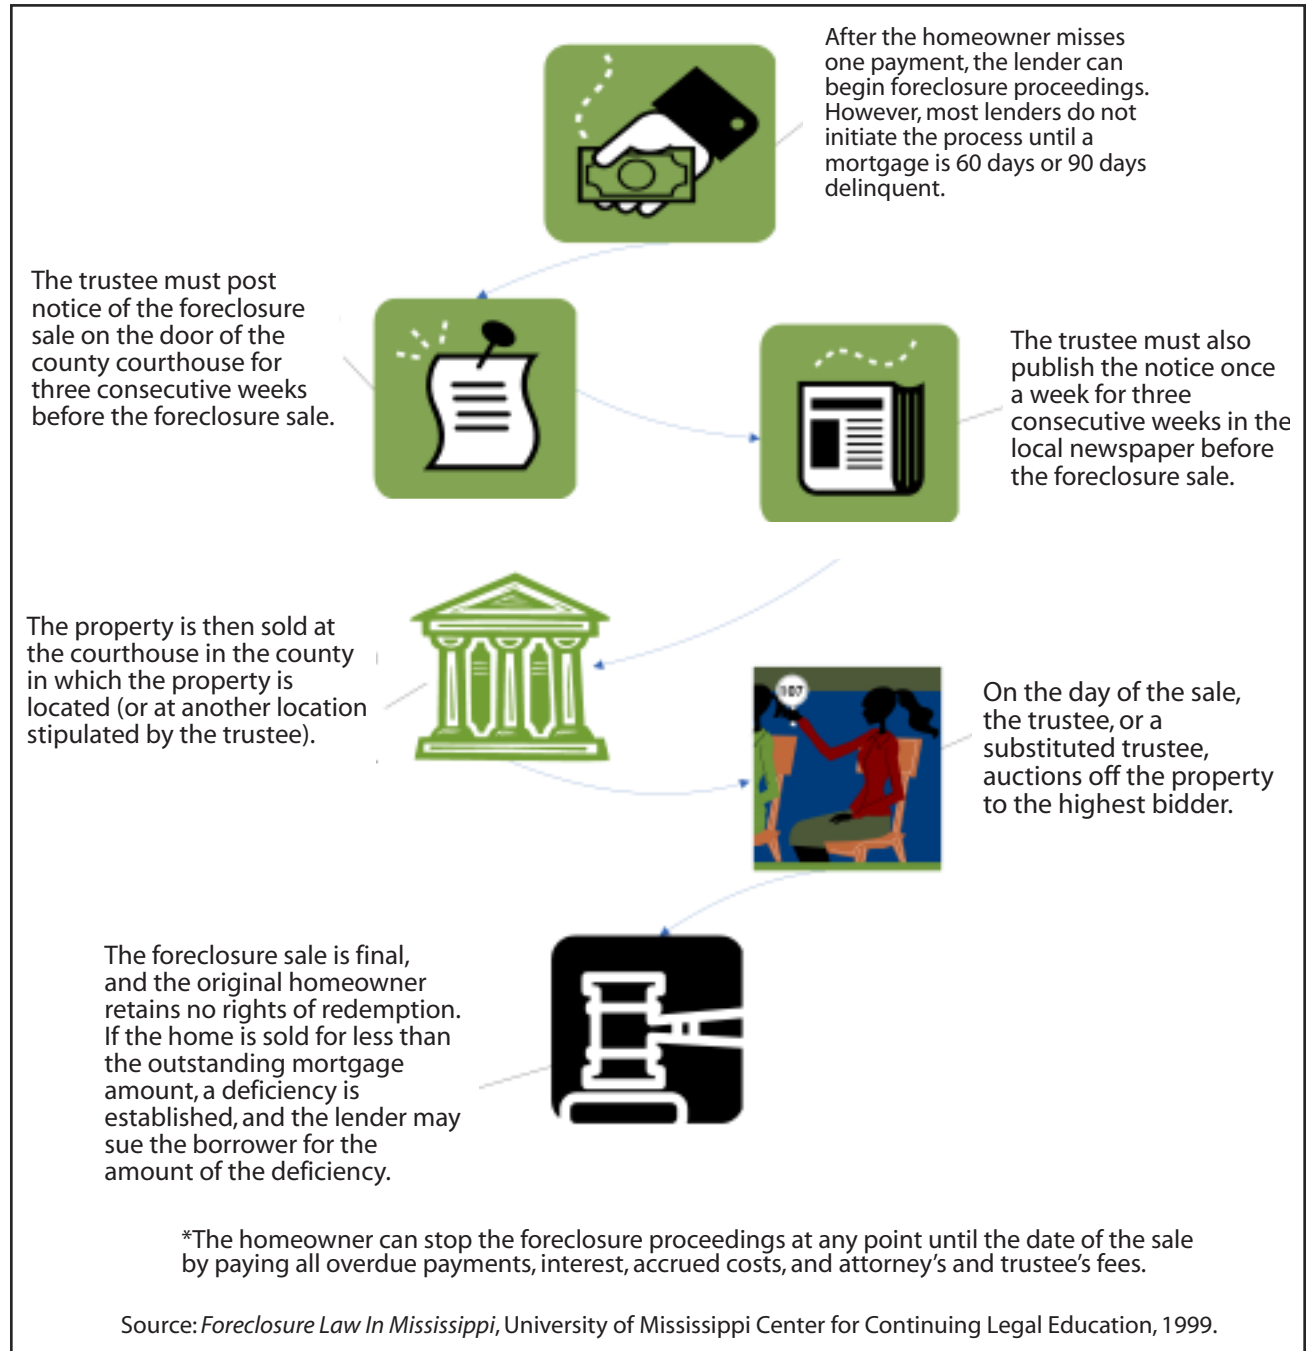 After the homeowner misses
one payment, the lender can
begin foreclosure proceedings.
However, most lenders do not
initiate the process until a
mortgage is 60 days or 90 days
delinquent.
The trustee must post
notice of the foreclosure
sale on the door of the
county courthouse for
three consecutive weeks
before the foreclosure sale.
The trustee must also
publish the notice once
a week for three
consecutive weeks in the
local newspaper before
the foreclosure sale.
The property is then sold at
the courthouse in the county
in which the property is
located (or at another location
stipulated by the trustee).
107
On the day of the sale,
the trustee, or a
substituted trustee,
auctions off the property
to the highest bidder.
The foreclosure sale is final,
and the original homeowner
retains no rights of redemption.
If the home is sold for less than
the outstanding mortgage
amount, a deficiency is
established, and the lender may
sue the borrower for the
amount of the deficiency.
*The homeowner can stop the foreclosure proceedings at any point until the date of the sale
by paying all overdue payments, interest, accrued costs, and attorney's and trustee's fees.
Source: Foreclosure Law In Mississippi, University of Mississippi Center for Continuing Legal Education, 1999.